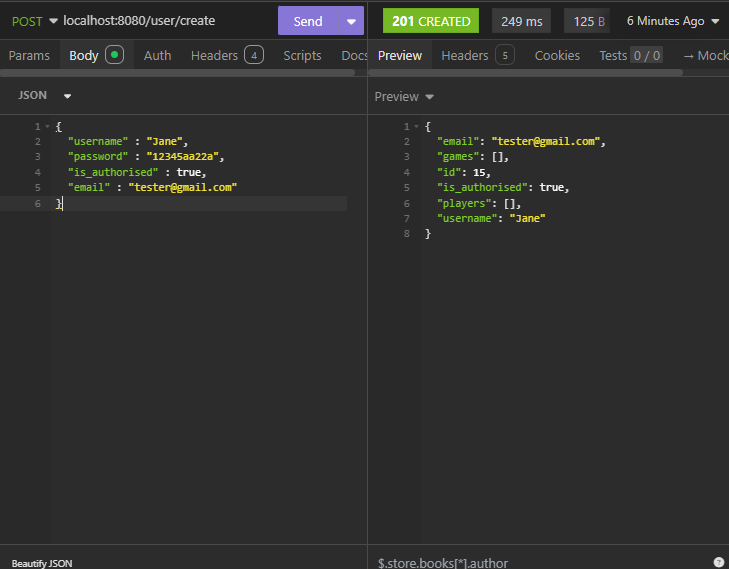 POST localhost:8080/user/create Send
201 CREATED 249 ms 125 B 6 Minutes Ago
Params Body Auth Headers 4 Scripts Docs
Preview Headers 5 Cookies Tests 0 / 0 → Mock
JSON
Preview
1 {
2 "username" : "Jane",
3 "password" : "12345aa22a",
4 "is_authorised" : true,
5 "email" : "tester@gmail.com"
6 }
1 {
2 "email": "tester@gmail.com",
3 "games": [],
4 "id": 15,
5 "is_authorised": true,
6 "players": [],
7 "username": "Jane"
8 }
Beautify JSON
$.store.books[*].author ?